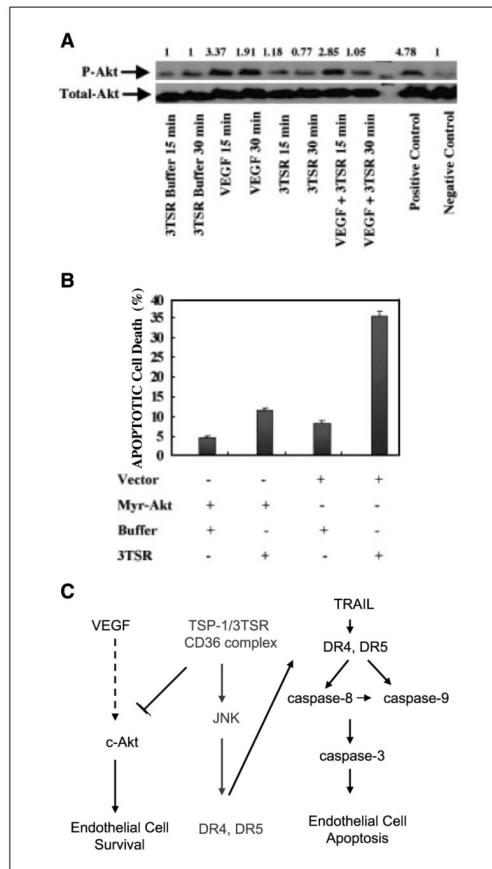 A
1 1 3.37 1.91 1.18 0.77 2.85 1.05 4.78 1
P-Akt
Total-Akt
3TSR Buffer 15 min
3TSR Buffer 30 min
VEGF 15 min
VEGF 30 min
3TSR 15 min
3TSR 30 min
VEGF + 3TSR 15 min
VEGF + 3TSR 30 min
Positive Control
Negative Control
B
APOPTOTIC Cell Death (%)
40
35
30
25
20
15
10
5
0
Vector - - + +
Myr-Akt + + - -
Buffer + - + -
3TSR - + - +
C
VEGF
c-Akt
Endothelial Cell
Survival
TSP-1/3TSR
CD36 complex
JNK
DR4, DR5
TRAIL
DR4, DR5
caspase-8
caspase-9
caspase-3
Endothelial Cell
Apoptosis